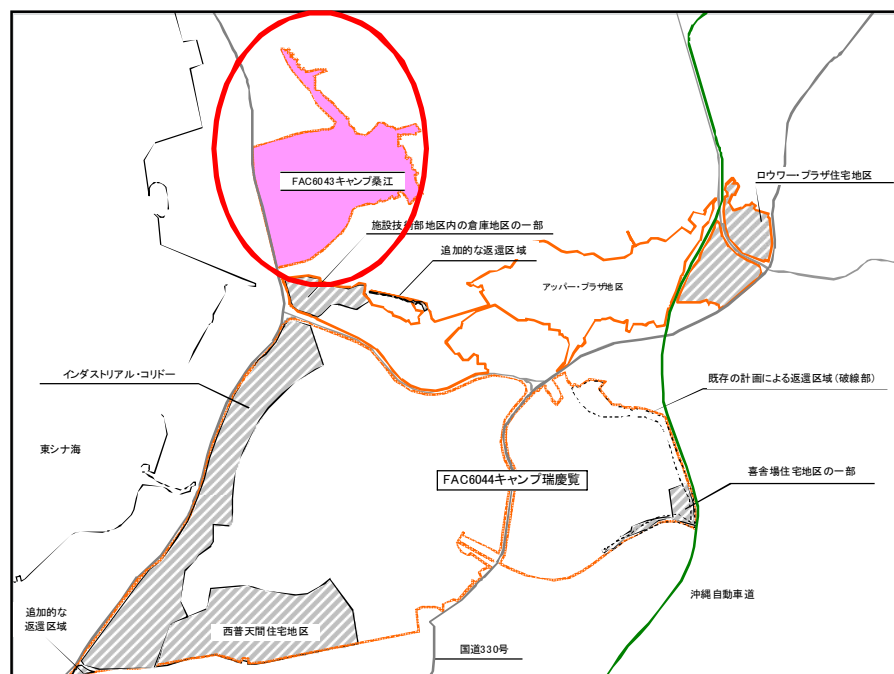 ロウワー・プラザ住宅地区
FAC6043キャンプ桑江
施設技術部地区内の倉庫地区の一部
追加的な返還区域
アッパー・プラザ地区
インダストリアル・コリドー
既存の計画による返還区域（破線部）
東シナ海
喜舎場住宅地区の一部
FAC6044キャンプ瑞慶覧
沖縄自動車道
追加的な
返還区域
西普天間住宅地区
国道330号